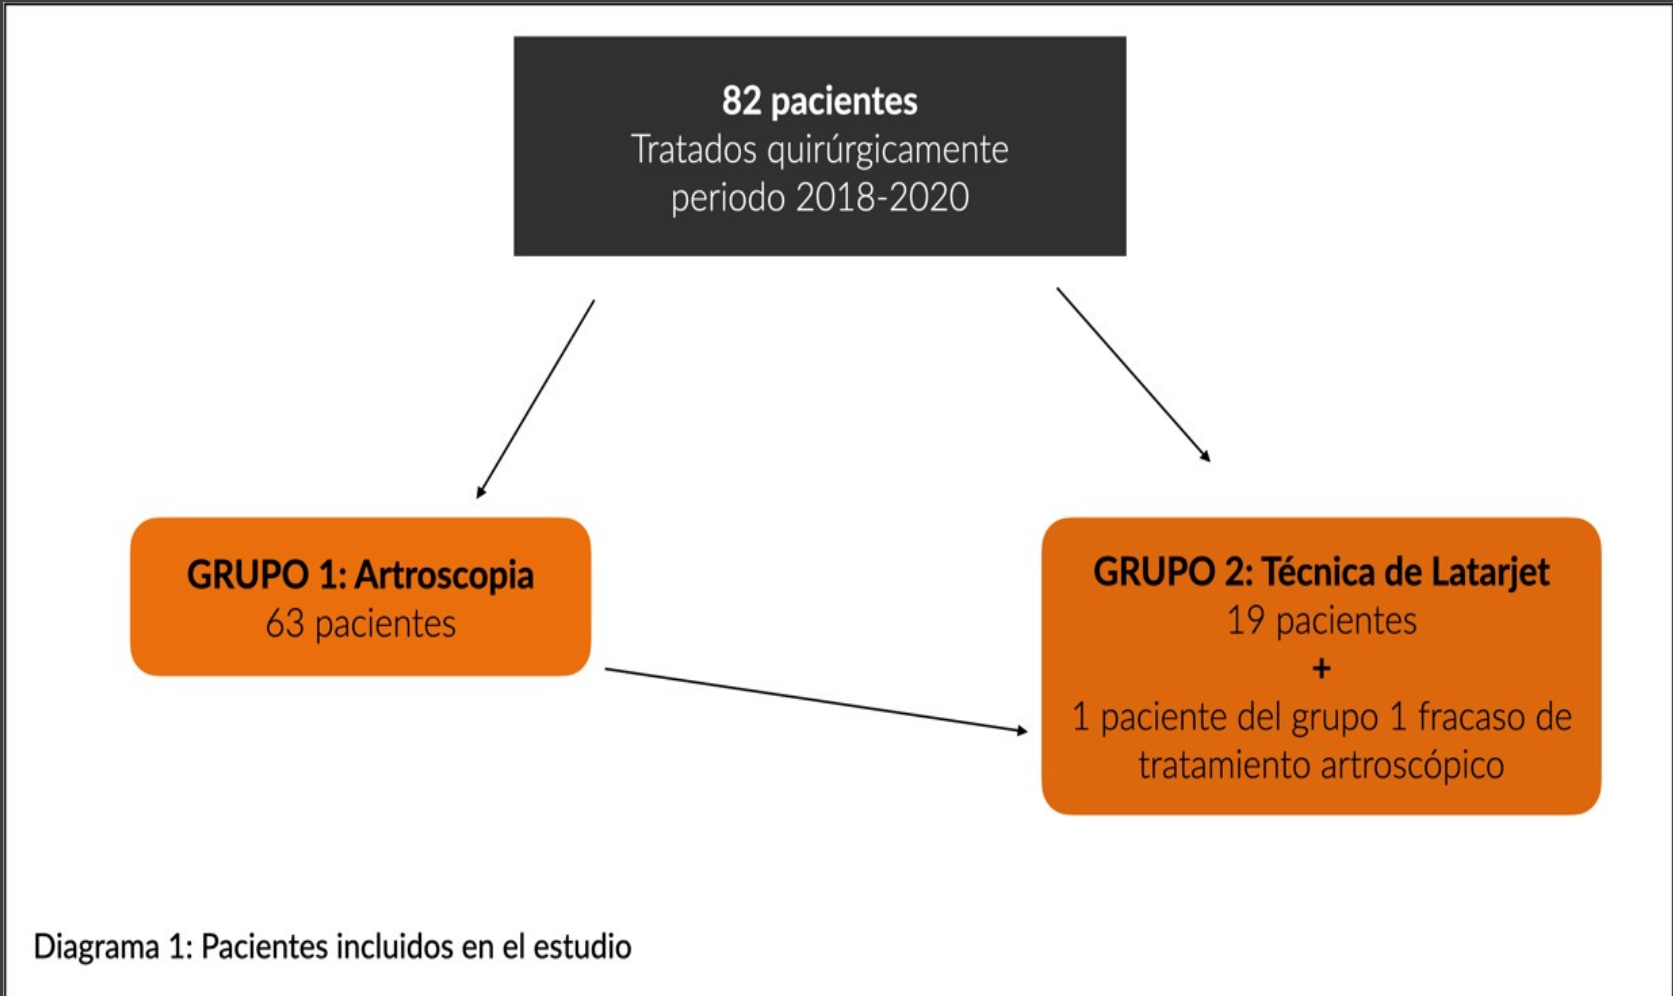 82 pacientes
Tratados quirúrgicamente
periodo 2018-2020
GRUPO 1: Artroscopia
63 pacientes
GRUPO 2: Técnica de Latarjet
19 pacientes
+
1 paciente del grupo 1 fracaso de
tratamiento artroscópico
Diagrama 1: Pacientes incluidos en el estudio